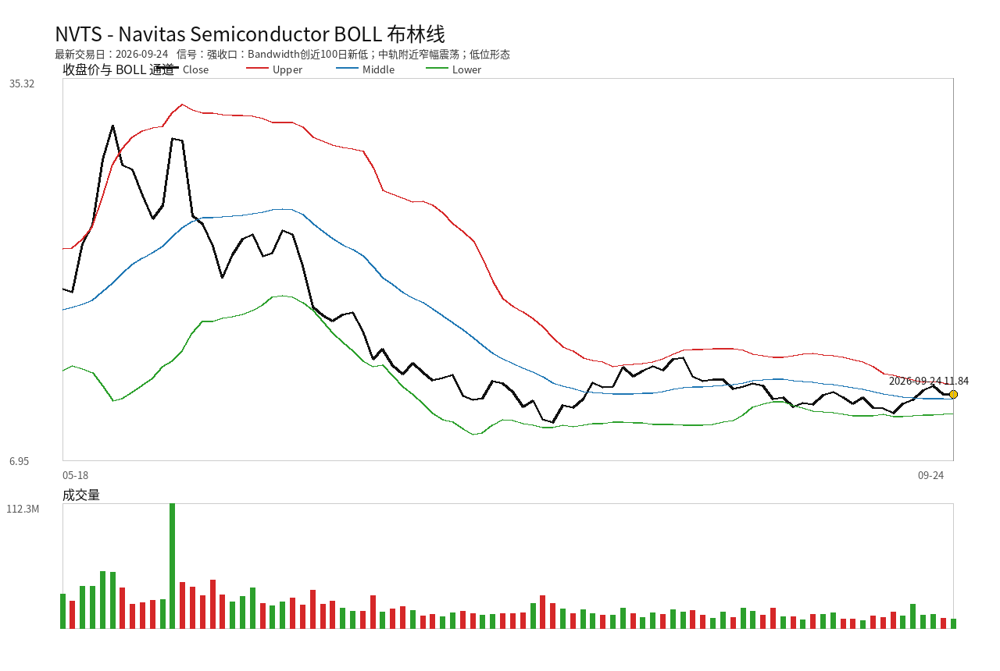 NVTS - Navitas Semiconductor BOLL 布林线
最新交易日：2026-09-24 信号：强收口：Bandwidth创近100日新低；中轨附近窄幅震荡；低位形态
收盘价与 BOLL 通道 Close Upper Middle Lower
35.32
2026-09-24 11.84
6.95
05-18 09-24
成交量
112.3M